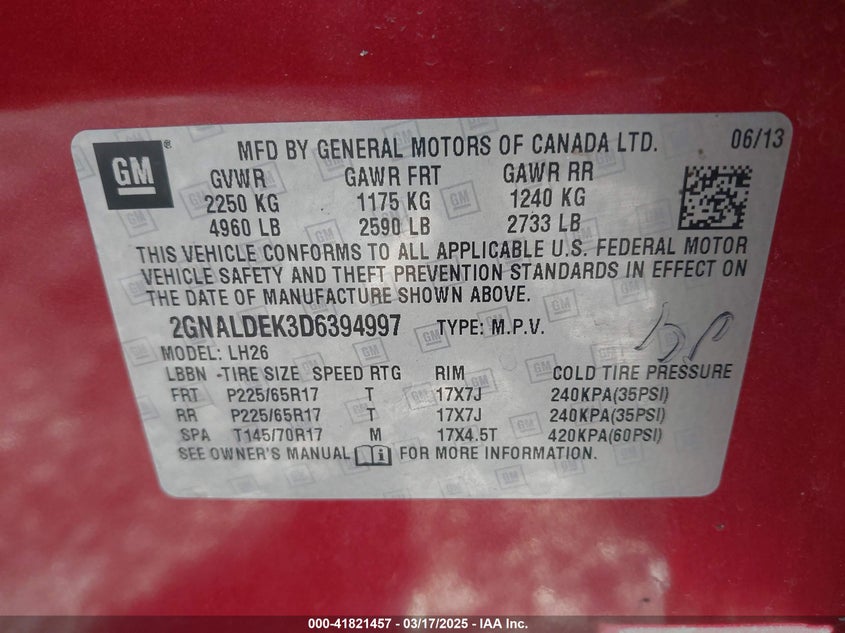 GM ®
MFD BY GENERAL MOTORS OF CANADA LTD. 06/13
GVWR GAWR FRT GAWR RR
2250 KG 1175 KG 1240 KG
4960 LB 2590 LB 2733 LB
THIS VEHICLE CONFORMS TO ALL APPLICABLE U.S. FEDERAL MOTOR
VEHICLE SAFETY AND THEFT PREVENTION STANDARDS IN EFFECT ON
THE DATE OF MANUFACTURE SHOWN ABOVE.
2GNALDEK3D6394997 TYPE: M.P.V.
MODEL: LH26
LBBN -TIRE SIZE SPEED RTG RIM COLD TIRE PRESSURE
FRT P225/65R17 T 17X7J 240KPA(35PSI)
RR P225/65R17 T 17X7J 240KPA(35PSI)
SPA T145/70R17 M 17X4.5T 420KPA(60PSI)
SEE OWNER'S MANUAL FOR MORE INFORMATION.
000-41821457 / 03/17/2025 - IAA Inc.